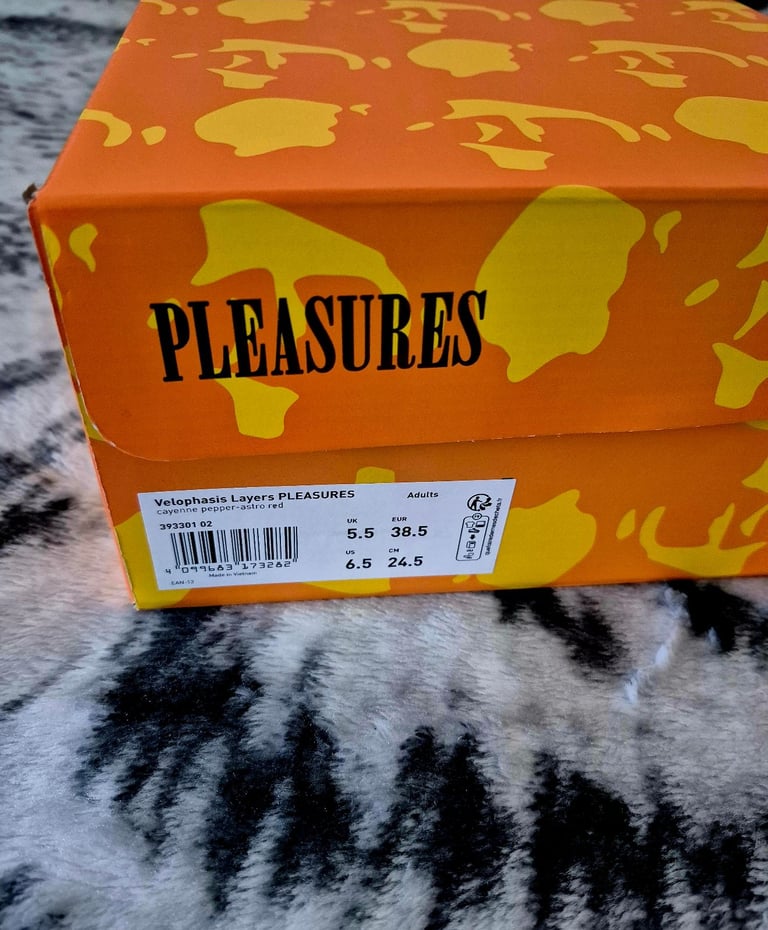 PLEASURES
Velophasis Layers PLEASURES
Adults
cayenne pepper-astro red
393301 02
UK
EUR
5.5
38.5
US
CM
6.5
24.5
4 099683 173282
Made in Vietnam
EAN-13